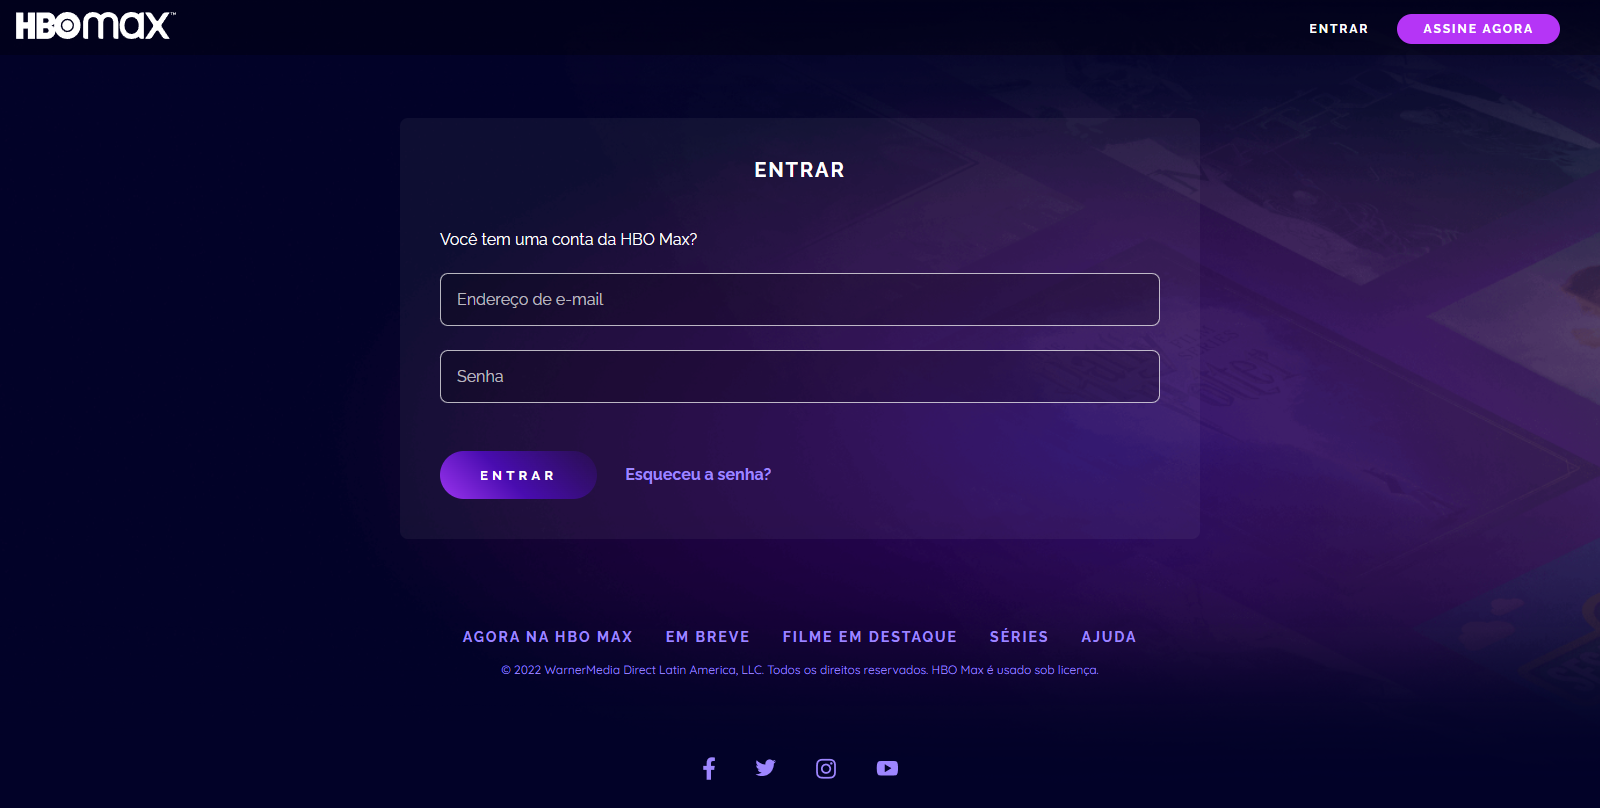 HBOmax™
ENTRAR
ASSINE AGORA
ENTRAR
Você tem uma conta da HBO Max?
Endereço de e-mail
Senha
ENTRAR
Esqueceu a senha?
AGORA NA HBO MAX
EM BREVE
FILME EM DESTAQUE
SÉRIES
AJUDA
© 2022 WarnerMedia Direct Latin America, LLC. Todos os direitos reservados. HBO Max é usado sob licença.